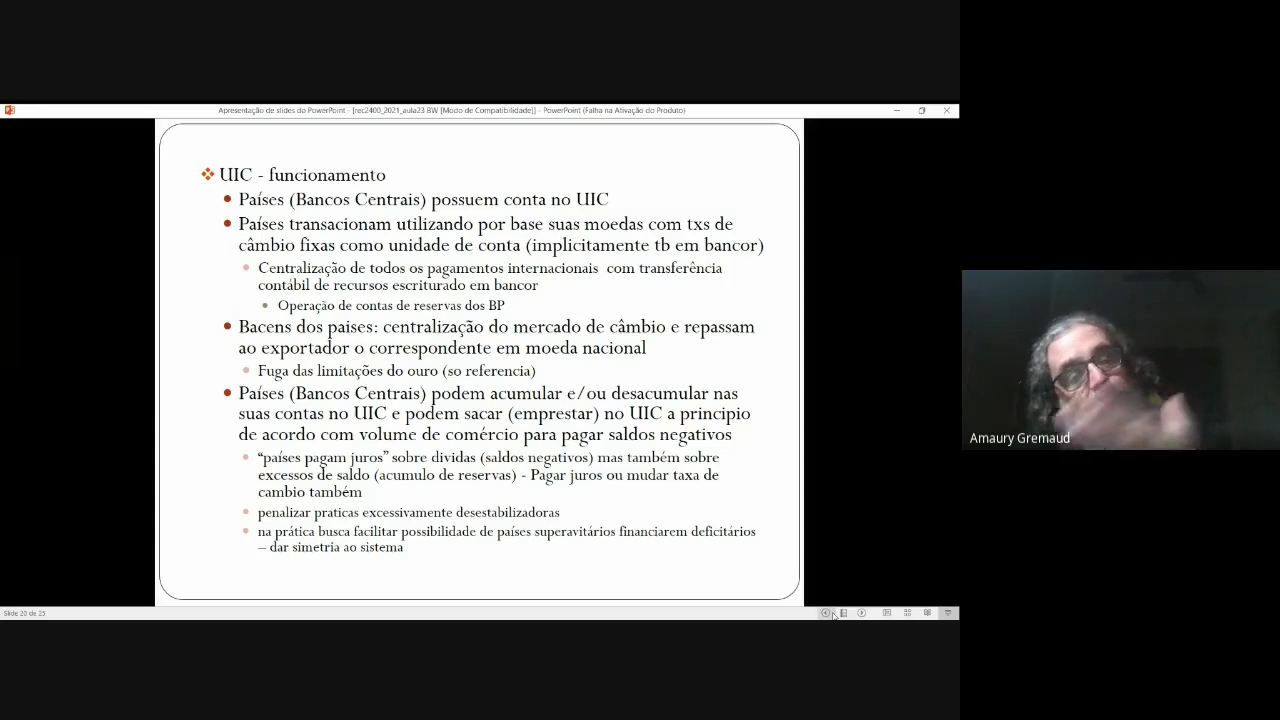 Apresentação de slides do PowerPoint - [rec2400_2021_aula23 BW [Modo de Compatibilidade]] - PowerPoint (Falha na Ativação do Produto)
UIC - funcionamento
Países (Bancos Centrais) possuem conta no UIC
Países transacionam utilizando por base suas moedas com txs de
câmbio fixas como unidade de conta (implicitamente tb em bancor)
Centralização de todos os pagamentos internacionais com transferência
contábil de recursos escriturado em bancor
Operação de contas de reservas dos BP
Bacens dos paises: centralização do mercado de câmbio e repassam
ao exportador o correspondente em moeda nacional
Fuga das limitações do ouro (so referencia)
Países (Bancos Centrais) podem acumular e/ou desacumular nas
suas contas no UIC e podem sacar (emprestar) no UIC a principio
de acordo com volume de comércio para pagar saldos negativos
“países pagam juros” sobre dividas (saldos negativos) mas também sobre
excessos de saldo (acumulo de reservas) - Pagar juros ou mudar taxa de
cambio também
penalizar praticas excessivamente desestabilizadoras
na prática busca facilitar possibilidade de países superavitários financiarem deficitários
– dar simetria ao sistema
Slide 20 de 25
Amaury Gremaud